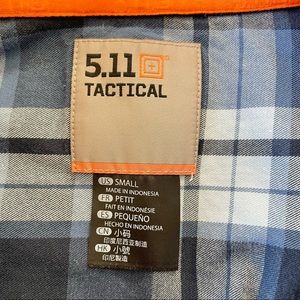 5.11
TACTICAL
US SMALL
MADE IN INDONESIA
FR PETIT
FAIT EN INDONÉSIE
ES PEQUEÑO
HECHO EN INDONESIA
CN 小码
印度尼西亚制造
HK 小號
印尼製造